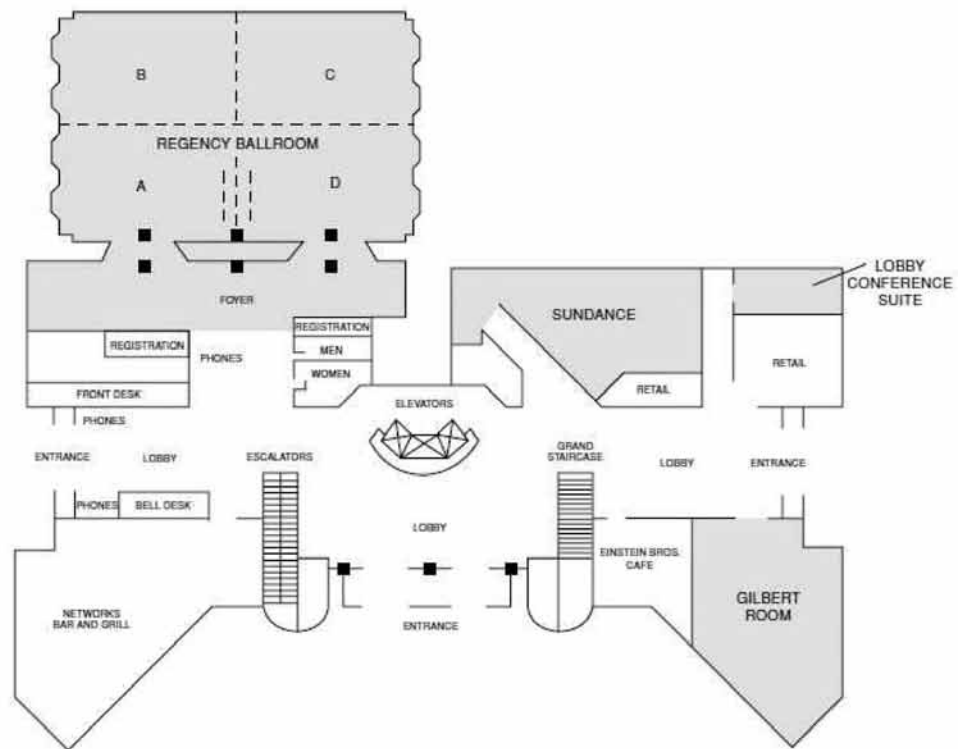 B
C
REGENCY BALLROOM
A
D
FOYER
LOBBY
CONFERENCE
SUITE
SUNDANCE
REGISTRATION
REGISTRATION
PHONES
MEN
WOMEN
RETAIL
RETAIL
FRONT DESK
ELEVATORS
PHONES
ENTRANCE
LOBBY
ESCALATORS
GRAND
STAIRCASE
LOBBY
ENTRANCE
PHONES
BELL DESK
LOBBY
EINSTEIN BROS.
CAFE
NETWORKS
BAR AND GRILL
ENTRANCE
GILBERT
ROOM